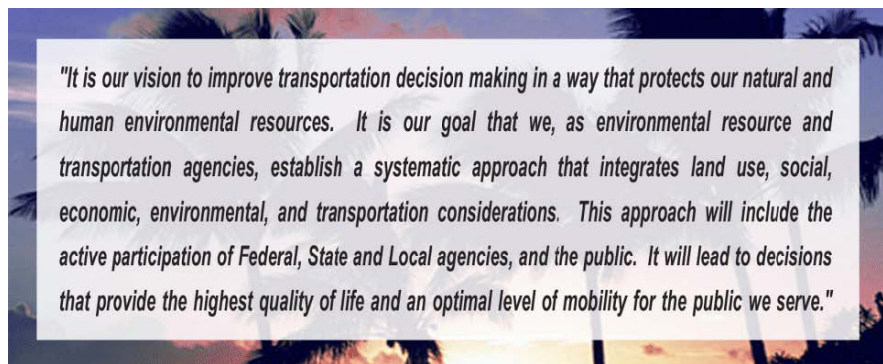 "It is our vision to improve transportation decision making in a way that protects our natural and
human environmental resources. It is our goal that we, as environmental resource and
transportation agencies, establish a systematic approach that integrates land use, social,
economic, environmental, and transportation considerations. This approach will include the
active participation of Federal, State and Local agencies, and the public. It will lead to decisions
that provide the highest quality of life and an optimal level of mobility for the public we serve."